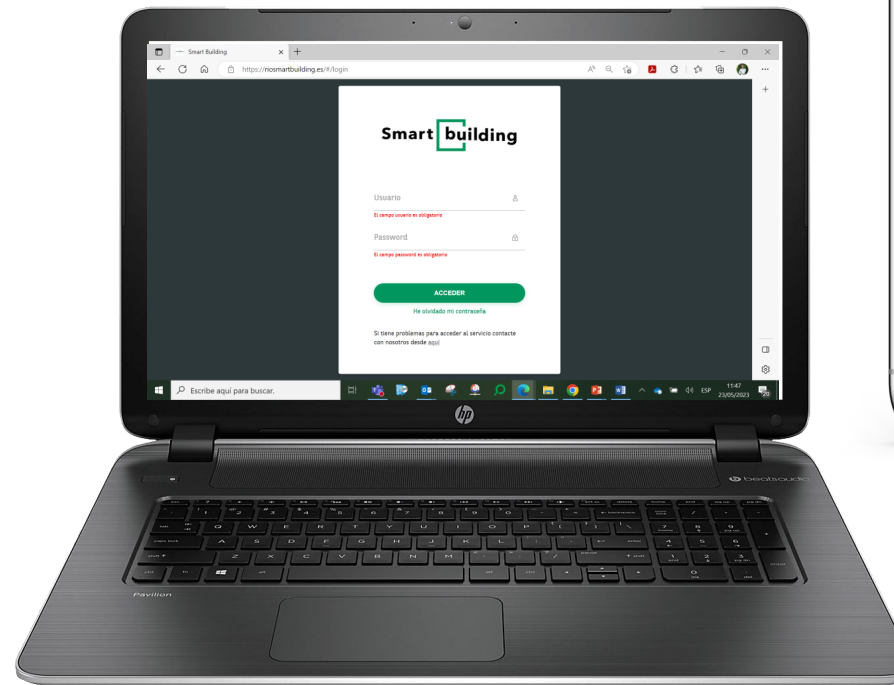 Smart Building
https://riosmartbuilding.es/#/login
Smart building
Usuario
El campo usuario es obligatorio
Password
El campo password es obligatorio
ACCEDER
He olvidado mi contraseña
Si tiene problemas para acceder al servicio contacte
con nosotros desde aquí
Escribe aquí para buscar.
ESP
11:47
23/05/2023
20
hp
beatsaudio
Q W E R T Y U I O P
A S D F G H J K L
Z X C V B N M
Pavilion